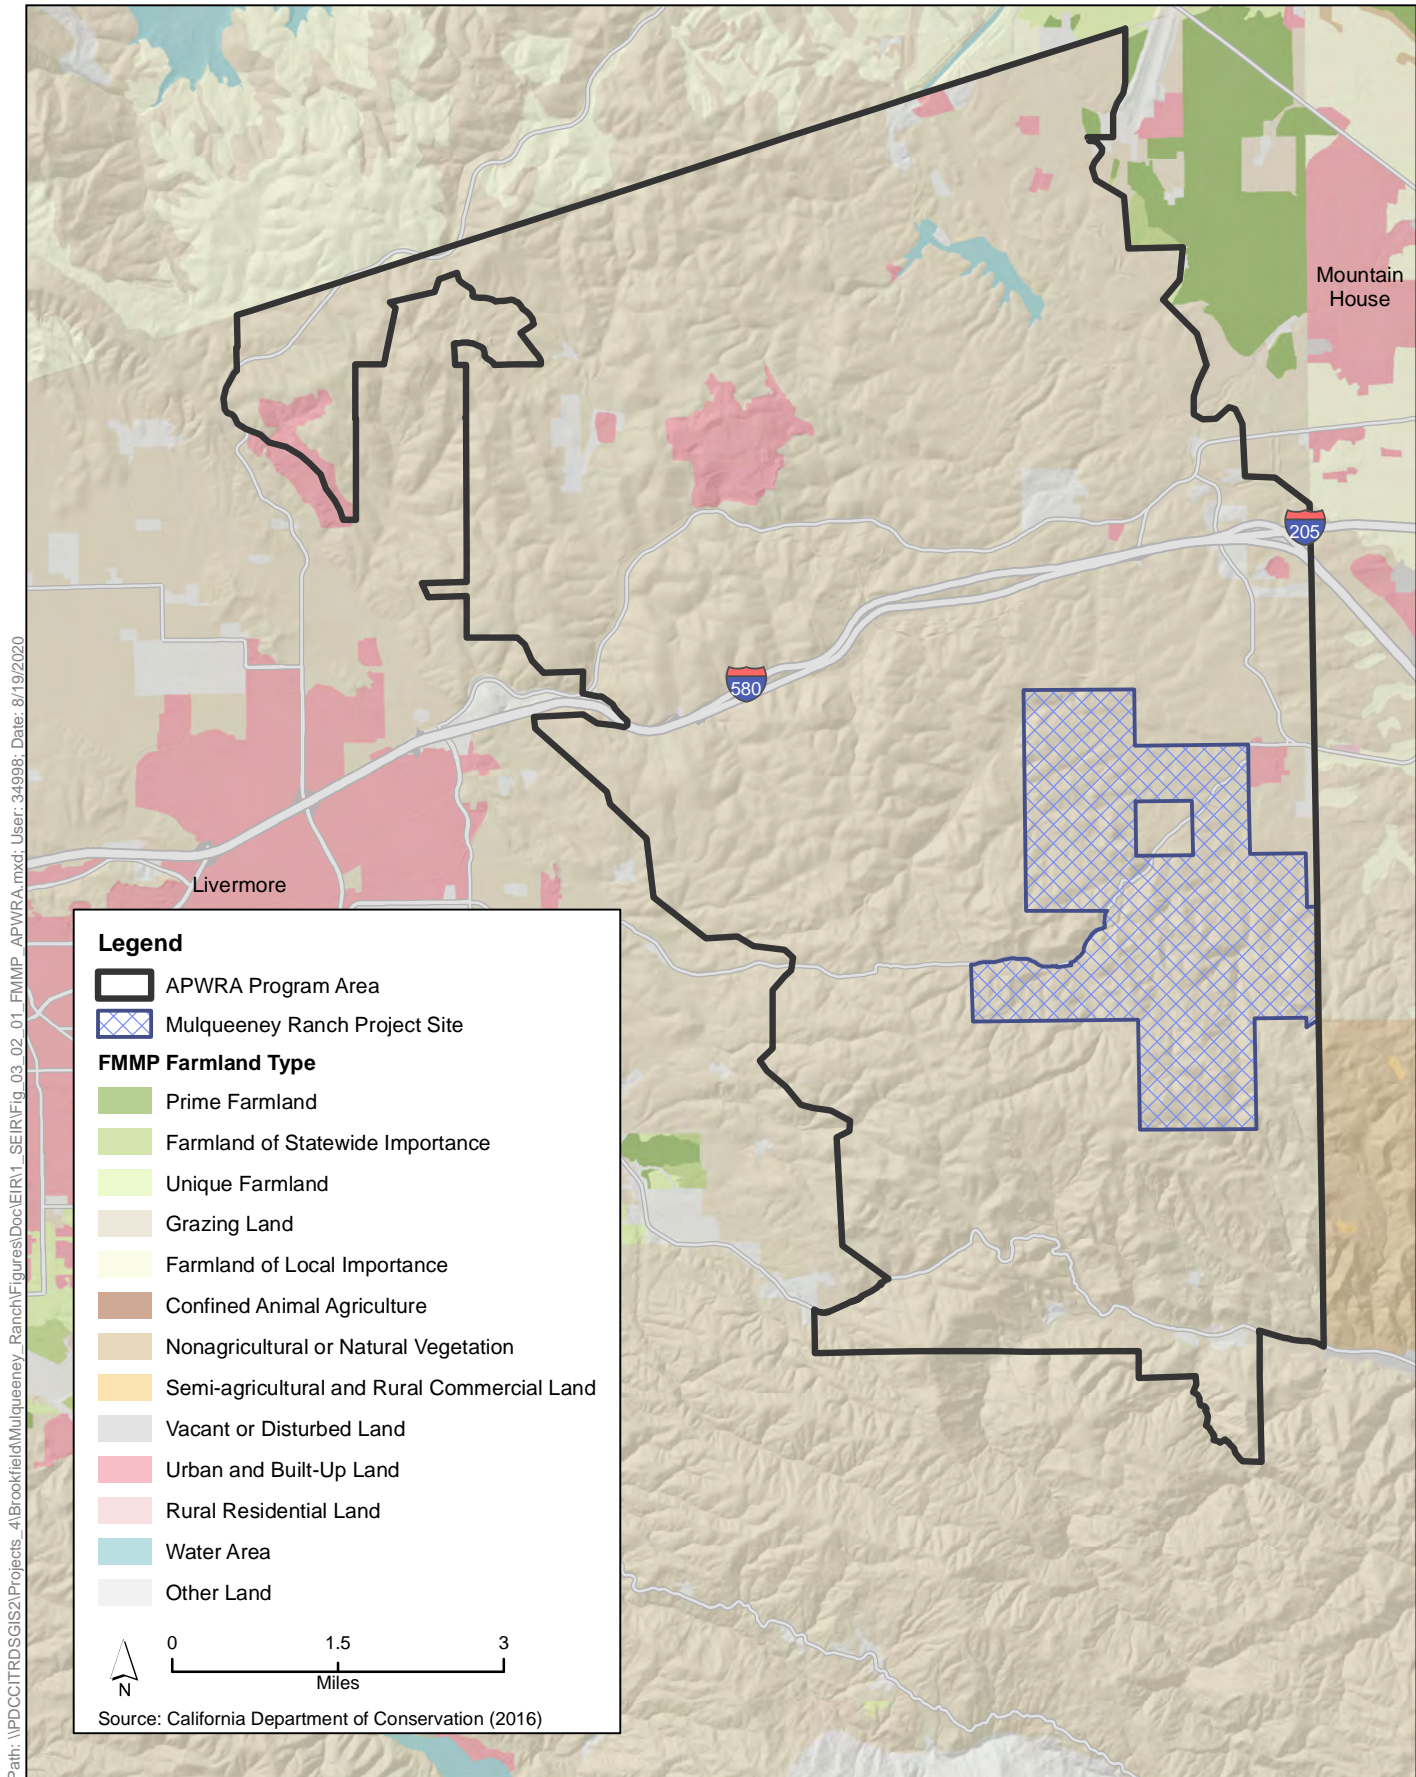 Mountain
House
205
580
Livermore
Legend
APWRA Program Area
Mulqueeney Ranch Project Site
FMMP Farmland Type
Prime Farmland
Farmland of Statewide Importance
Unique Farmland
Grazing Land
Farmland of Local Importance
Confined Animal Agriculture
Nonagricultural or Natural Vegetation
Semi-agricultural and Rural Commercial Land
Vacant or Disturbed Land
Urban and Built-Up Land
Rural Residential Land
Water Area
Other Land
0 1.5 3
Miles
N
Source: California Department of Conservation (2016)
Path: \\PDCCITRDSGIS2\Projects_4\Brookfield\Mulqueeney_Ranch\Figures\Doc\EIR\1_SEIR\Fig_03_02_01_FMMP_APWRA.mxd; User: 34998; Date: 8/19/2020